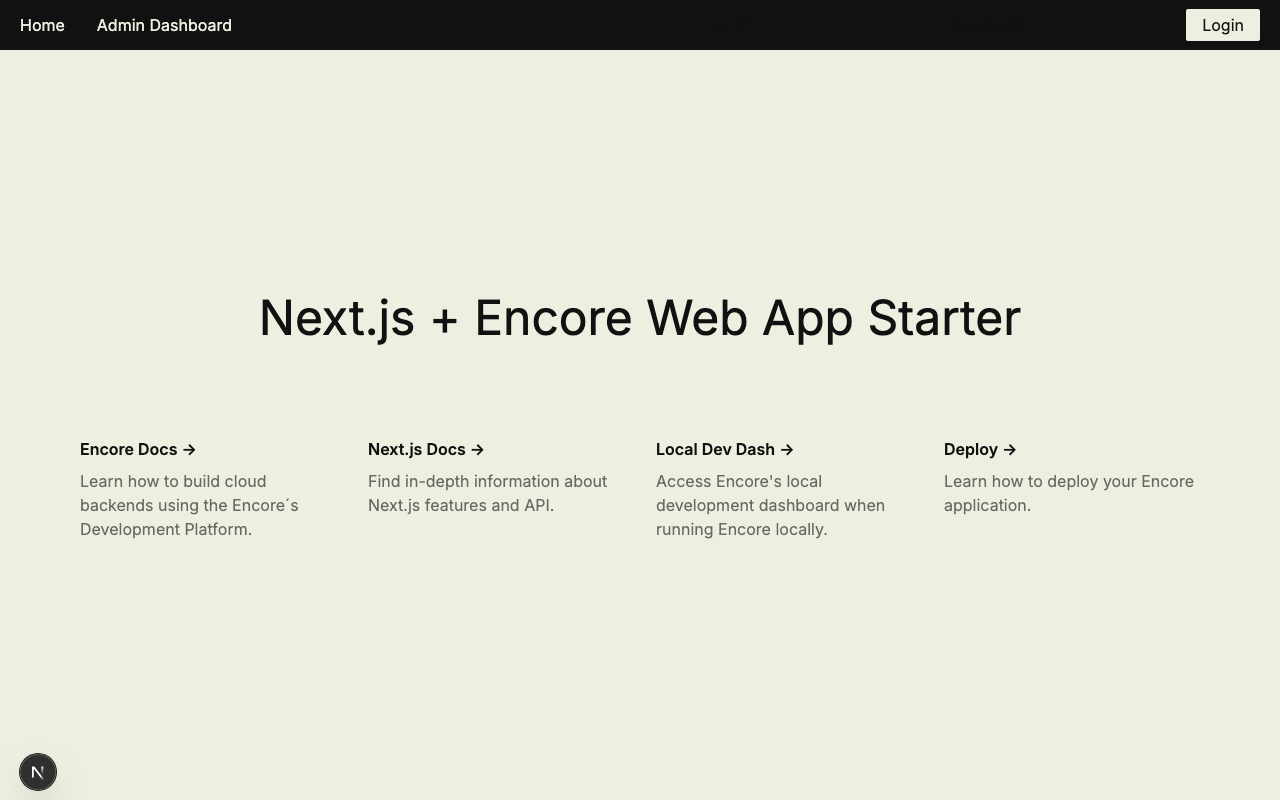 Home
Admin Dashboard
Login
Next.js + Encore Web App Starter
Encore Docs →
Learn how to build cloud
backends using the Encore´s
Development Platform.
Next.js Docs →
Find in-depth information about
Next.js features and API.
Local Dev Dash →
Access Encore's local
development dashboard when
running Encore locally.
Deploy →
Learn how to deploy your Encore
application.
N